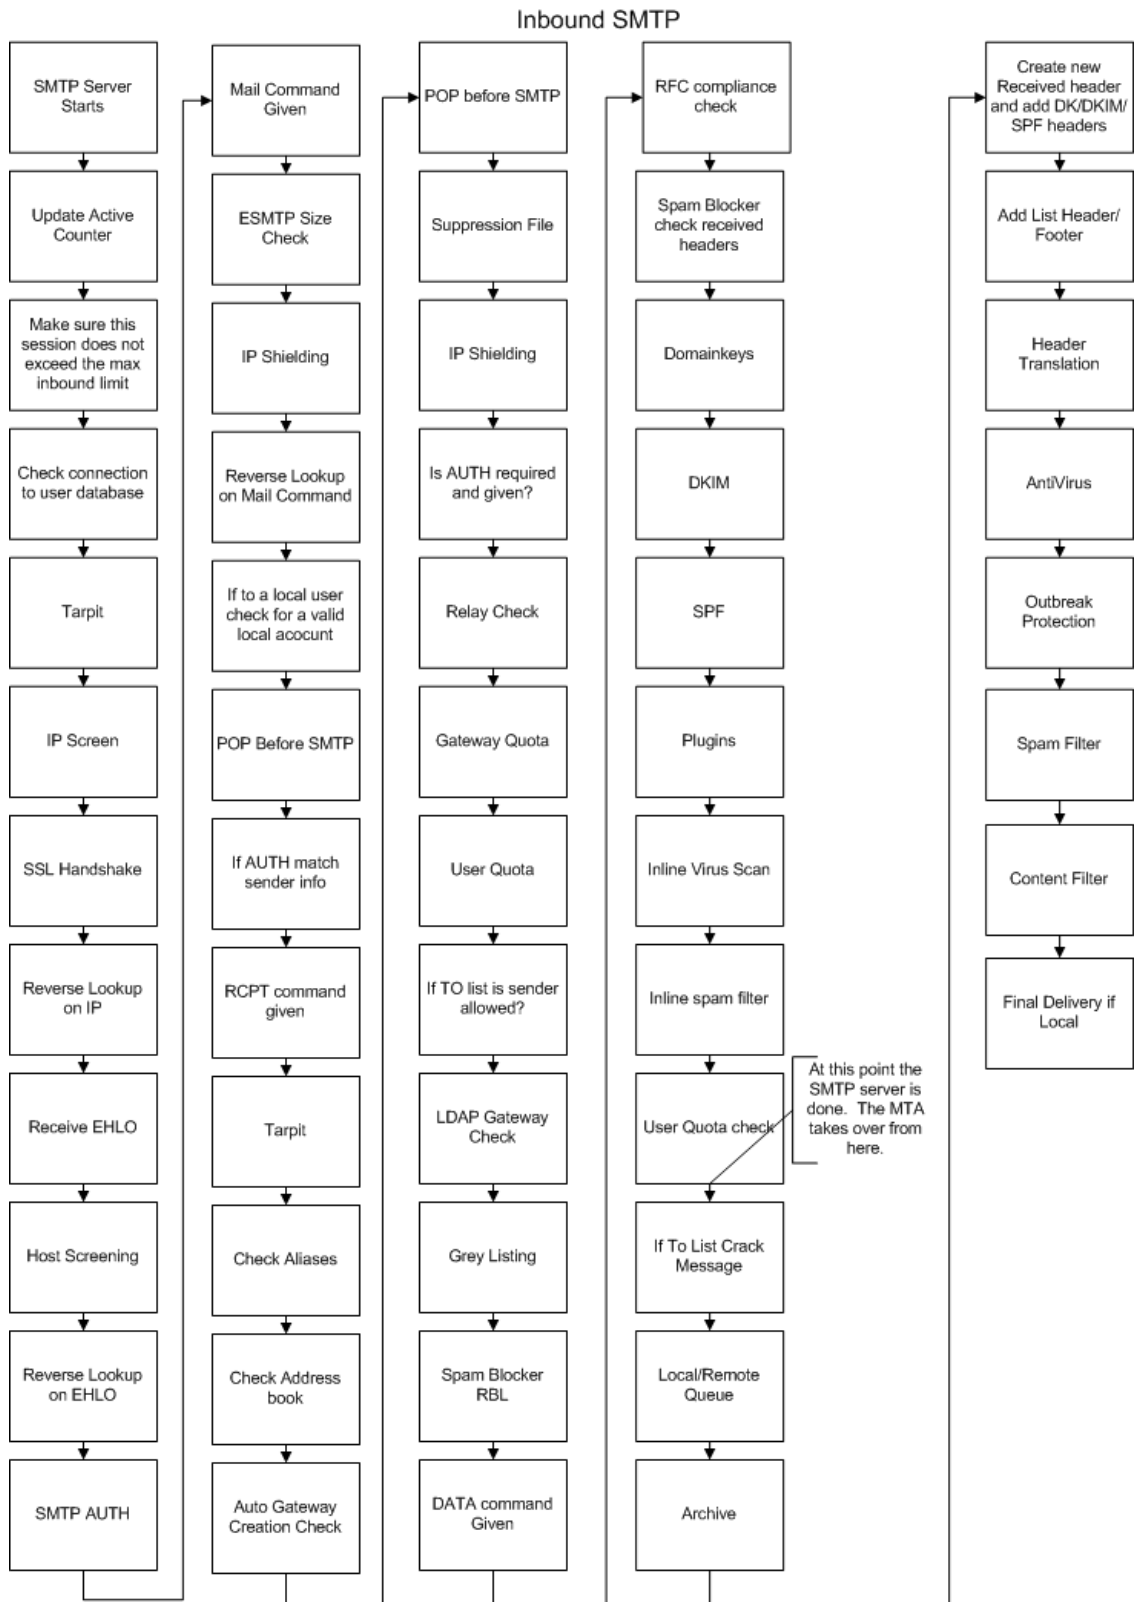 Inbound SMTP
SMTP Server
Starts
Update Active
Counter
Make sure this
session does not
exceed the max
inbound limit
Check connection
to user database
Tarpit
IP Screen
SSL Handshake
Reverse Lookup
on IP
Receive EHLO
Host Screening
Reverse Lookup
on EHLO
SMTP AUTH
Mail Command
Given
ESMTP Size
Check
IP Shielding
Reverse Lookup
on Mail Command
If to a local user
check for a valid
local acocunt
POP Before SMTP
If AUTH match
sender info
RCPT command
given
Tarpit
Check Aliases
Check Address
book
Auto Gateway
Creation Check
POP before SMTP
Suppression File
IP Shielding
Is AUTH required
and given?
Relay Check
Gateway Quota
User Quota
If TO list is sender
allowed?
LDAP Gateway
Check
Grey Listing
Spam Blocker
RBL
DATA command
Given
RFC compliance
check
Spam Blocker
check received
headers
Domainkeys
DKIM
SPF
Plugins
Inline Virus Scan
Inline spam filter
User Quota check
At this point the
SMTP server is
done. The MTA
takes over from
here.
If To List Crack
Message
Local/Remote
Queue
Archive
Create new
Received header
and add DK/DKIM/
SPF headers
Add List Header/
Footer
Header
Translation
AntiVirus
Outbreak
Protection
Spam Filter
Content Filter
Final Delivery if
Local